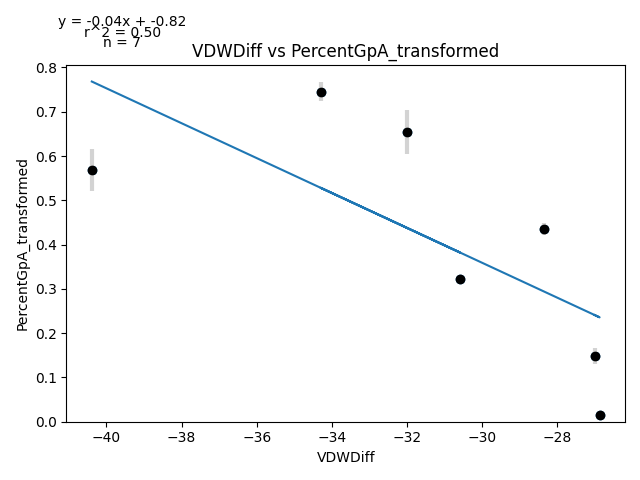 y = -0.04x + -0.82
r^2 = 0.50
n = 7
VDWDiff vs PercentGpA_transformed
0.8
0.7
0.6
0.5
0.4
0.3
0.2
0.1
0.0
PercentGpA_transformed
−40
−38
−36
−34
−32
−30
−28
VDWDiff